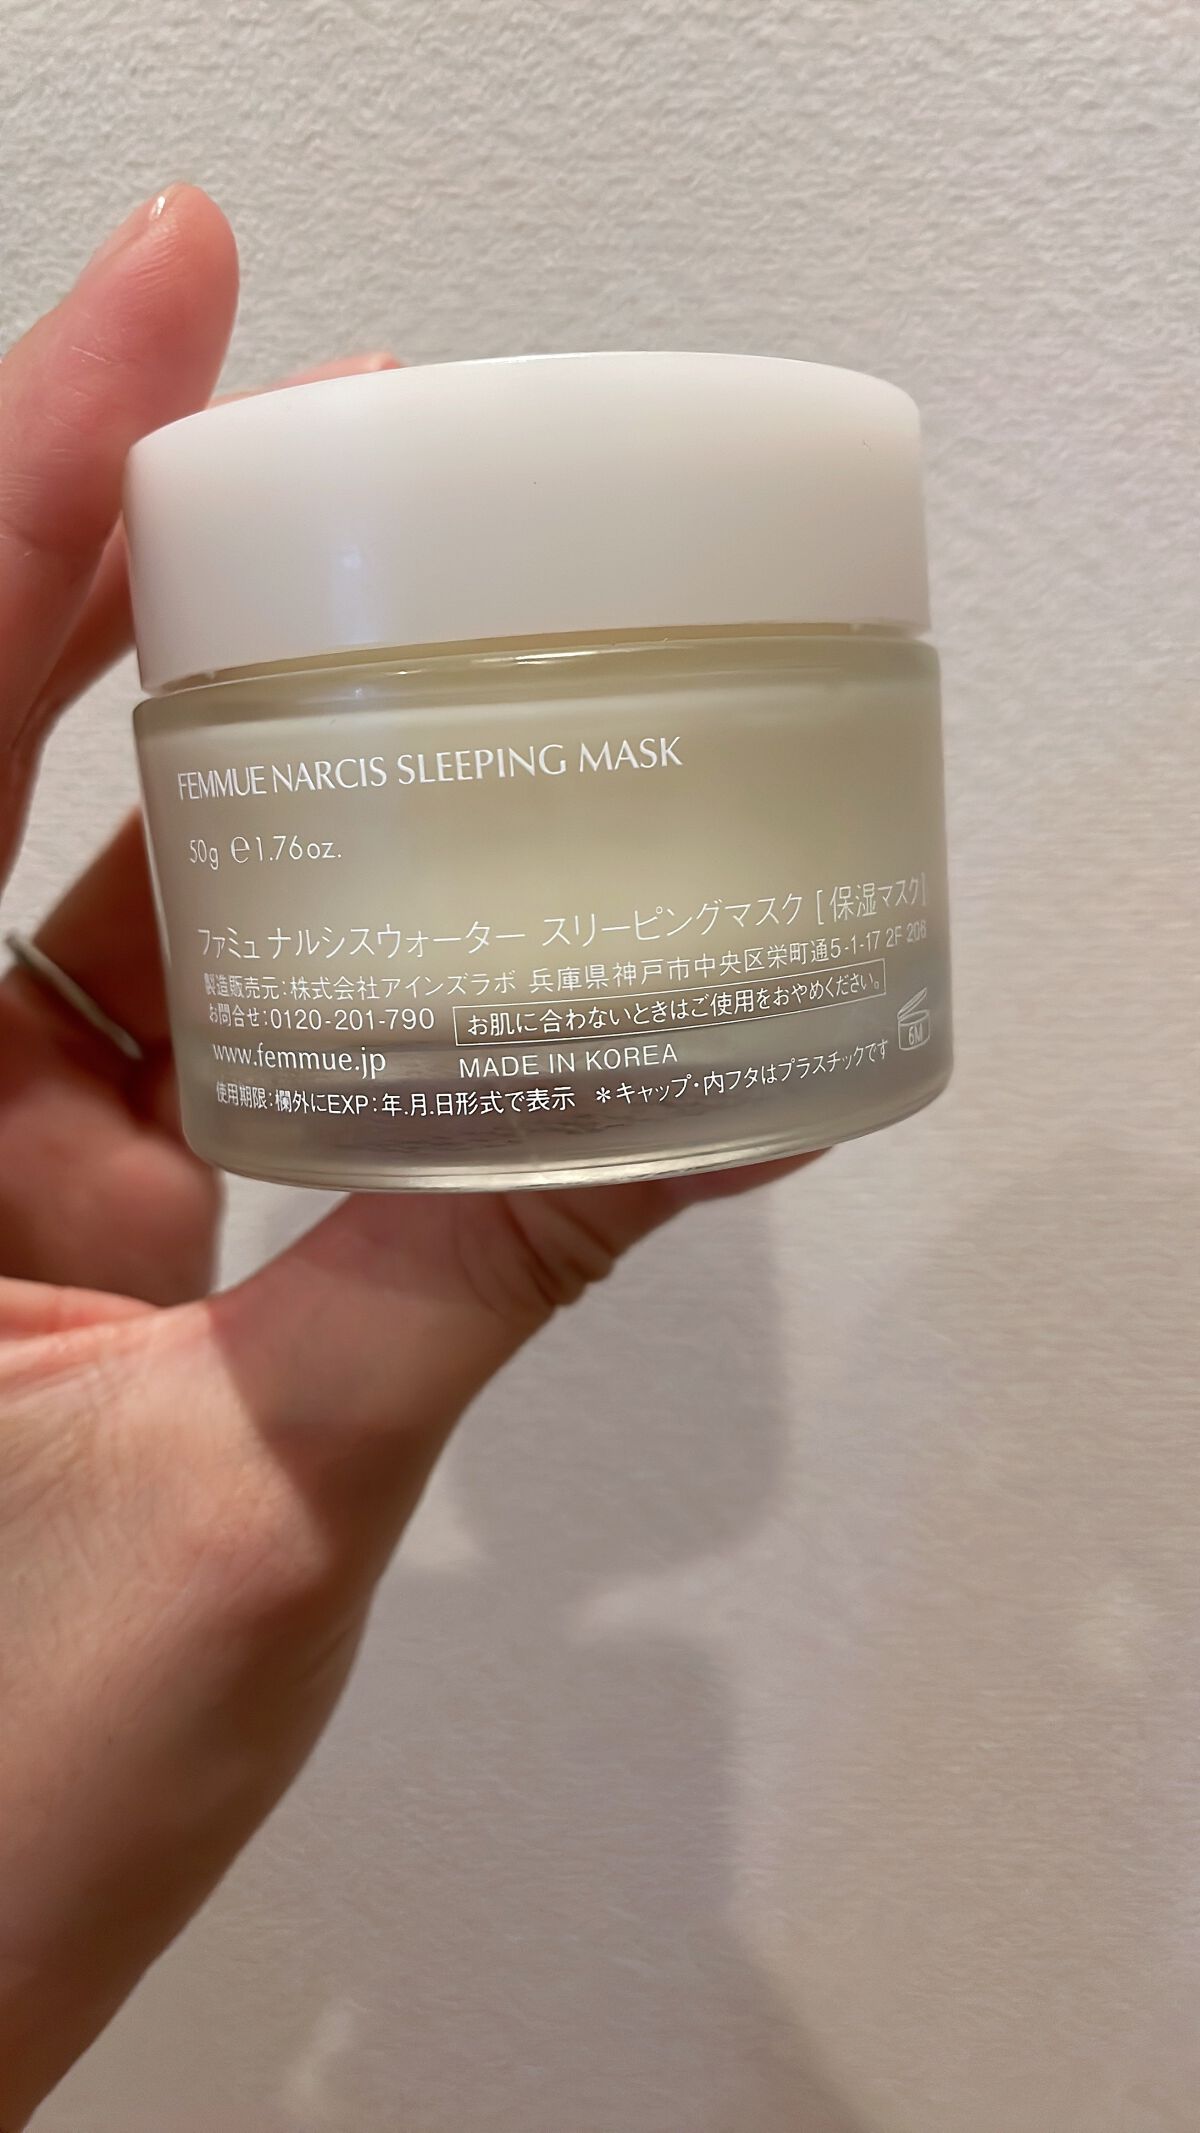 FEMMUE NARCIS SLEEPING MASK
50g ℮1.76oz.
ファミュ ナルシスウォーター スリーピングマスク [保湿マスク]
製造販売元:株式会社アインズラボ 兵庫県神戸市中央区栄町通5-1-17 2F 206
お問合せ:0120-201-790 お肌に合わないときはご使用をおやめください。
www.femmue.jp MADE IN KOREA 6M
使用期限:欄外にEXP:年.月.日形式で表示 *キャップ・内フタはプラスチックです